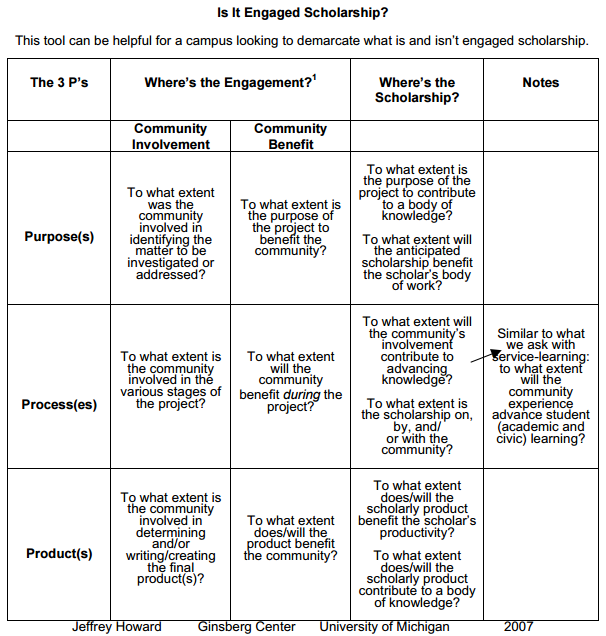 Is It Engaged Scholarship?
This tool can be helpful for a campus looking to demarcate what is and isn't engaged scholarship.
The 3 P's
Where's the Engagement?1
Where's the
Scholarship?
Notes
Community
Involvement
Community
Benefit
Purpose(s)
To what extent
was the
community
involved in
identifying the
matter to be
investigated or
addressed?
To what extent is
the purpose of
the project to
benefit the
community?
To what extent is
the purpose of the
project to contribute
to a body of
knowledge?
To what extent will
the anticipated
scholarship benefit
the scholar's body
of work?
Process(es)
To what extent is
the community
involved in the
various stages of
the project?
To what extent
will the
community
benefit during the
project?
To what extent will
the community's
involvement
contribute to
advancing
knowledge?
To what extent is
the scholarship on,
by, and/
or with the
community?
Similar to what
we ask with
service-learning:
to what extent
will the
community
experience
advance student
(academic and
civic) learning?
Product(s)
To what extent is
the community
involved in
determining
and/or
writing/creating
the final
product(s)?
To what extent
does/will the
product benefit
the community?
To what extent
does/will the
scholarly product
benefit the scholar's
productivity?
To what extent
does/will the
scholarly product
contribute to a body
of knowledge?
Jeffrey Howard Ginsberg Center University of Michigan 2007